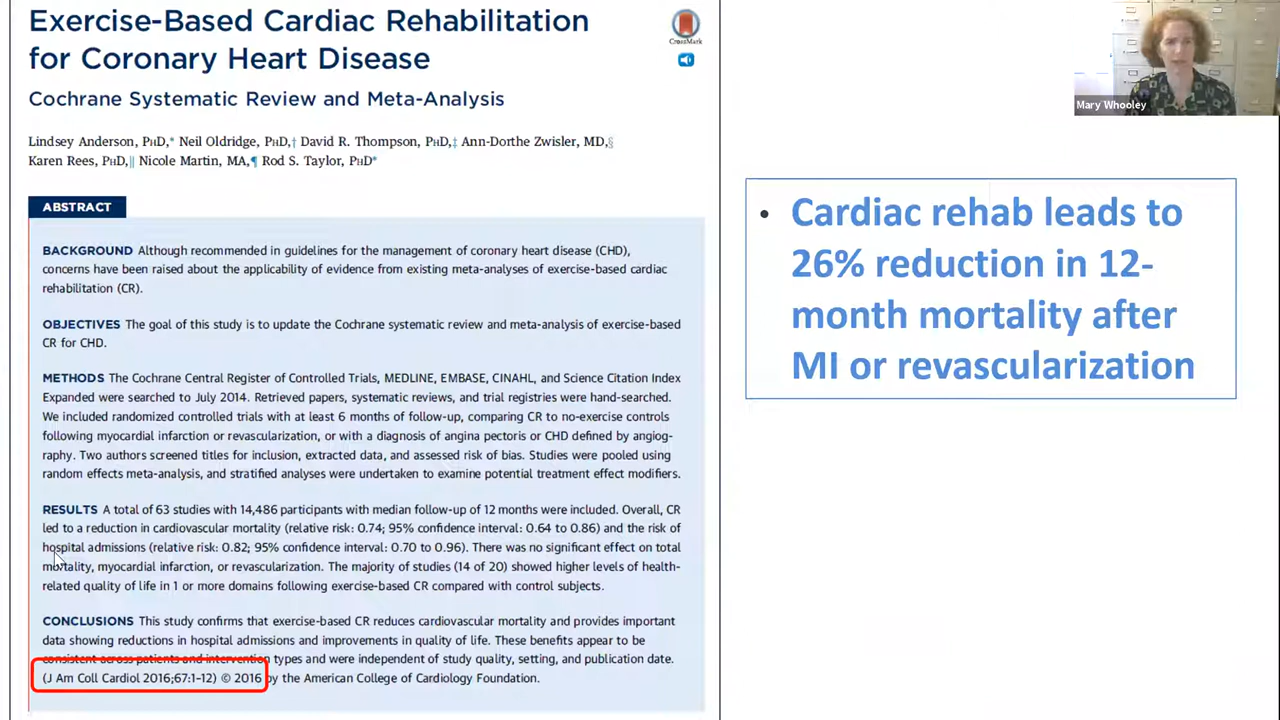 Exercise-Based Cardiac Rehabilitation
for Coronary Heart Disease
CrossMark
Cochrane Systematic Review and Meta-Analysis
Lindsey Anderson, PHD,* Neil Oldridge, PHD,† David R. Thompson, PHD,‡ Ann-Dorthe Zwisler, MD,§
Karen Rees, PHD,|| Nicole Martin, MA,¶ Rod S. Taylor, PHD*
ABSTRACT
BACKGROUND Although recommended in guidelines for the management of coronary heart disease (CHD),
concerns have been raised about the applicability of evidence from existing meta-analyses of exercise-based cardiac
rehabilitation (CR).
OBJECTIVES The goal of this study is to update the Cochrane systematic review and meta-analysis of exercise-based
CR for CHD.
METHODS The Cochrane Central Register of Controlled Trials, MEDLINE, EMBASE, CINAHL, and Science Citation Index
Expanded were searched to July 2014. Retrieved papers, systematic reviews, and trial registries were hand-searched.
We included randomized controlled trials with at least 6 months of follow-up, comparing CR to no-exercise controls
following myocardial infarction or revascularization, or with a diagnosis of angina pectoris or CHD defined by angiog-
raphy. Two authors screened titles for inclusion, extracted data, and assessed risk of bias. Studies were pooled using
random effects meta-analysis, and stratified analyses were undertaken to examine potential treatment effect modifiers.
RESULTS A total of 63 studies with 14,486 participants with median follow-up of 12 months were included. Overall, CR
led to a reduction in cardiovascular mortality (relative risk: 0.74; 95% confidence interval: 0.64 to 0.86) and the risk of
hospital admissions (relative risk: 0.82; 95% confidence interval: 0.70 to 0.96). There was no significant effect on total
mortality, myocardial infarction, or revascularization. The majority of studies (14 of 20) showed higher levels of health-
related quality of life in 1 or more domains following exercise-based CR compared with control subjects.
CONCLUSIONS This study confirms that exercise-based CR reduces cardiovascular mortality and provides important
data showing reductions in hospital admissions and improvements in quality of life. These benefits appear to be
consistent across patients and intervention types and were independent of study quality, setting, and publication date.
(J Am Coll Cardiol 2016;67:1–12) © 2016 by the American College of Cardiology Foundation.
Mary Whooley
• Cardiac rehab leads to
26% reduction in 12-
month mortality after
MI or revascularization